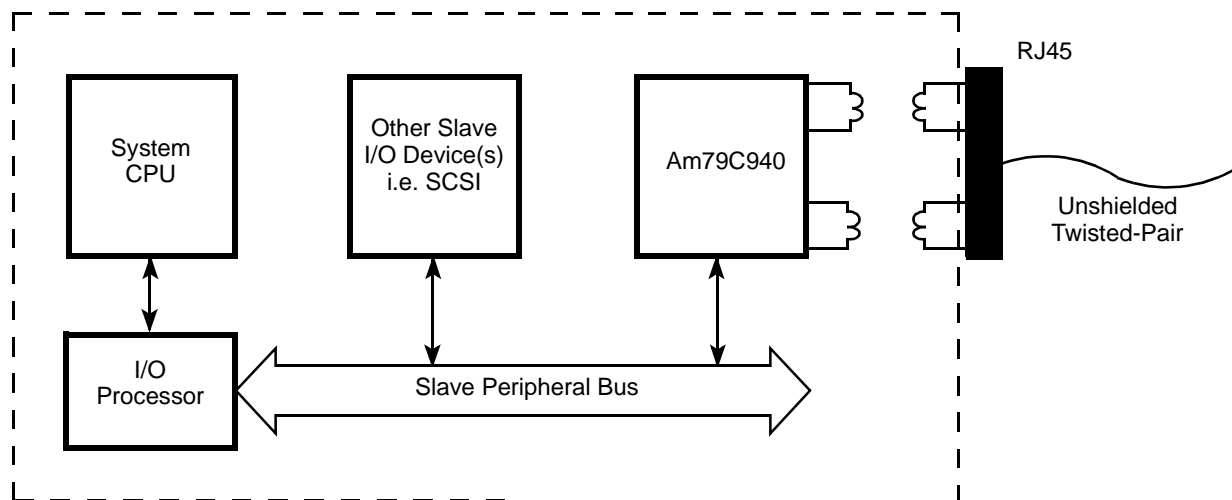 RJ45
System
CPU
Other Slave
I/O Device(s)
i.e. SCSI
Am79C940
Unshielded
Twisted-Pair
I/O
Processor
Slave Peripheral Bus